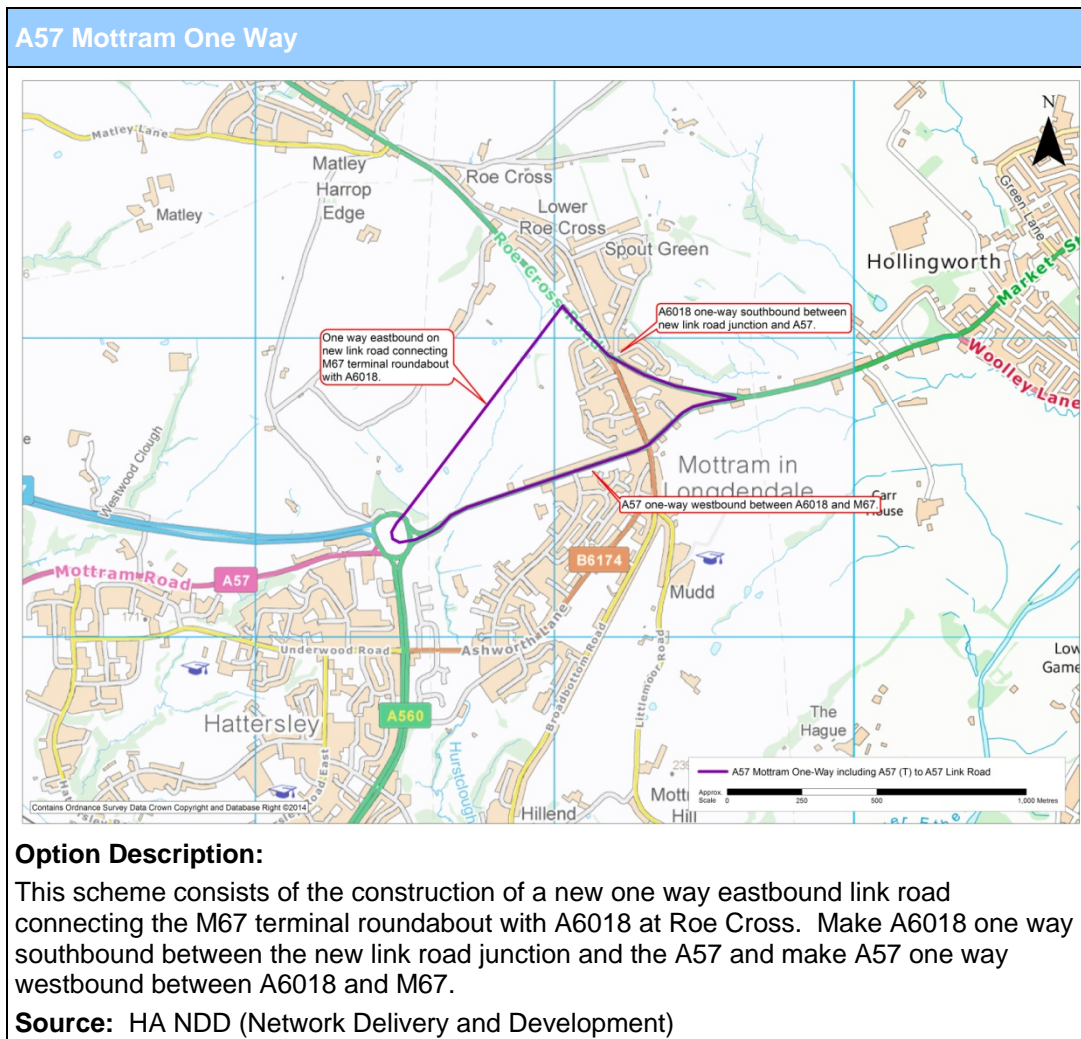 A57 Mottram One Way
N
Matley Lane
Matley
Harrop
Edge
Matley
Roe Cross
Lower
Roe Cross
Spout Green
Roe Cross Road
Green Lane
Hollingworth
Market St
Woolley Lane
A6018 one-way southbound between
new link road junction and A57.
One way eastbound on
new link road connecting
M67 terminal roundabout
with A6018.
Westwood Clough
Mottram in
Longdendale
Carr
House
A57 one-way westbound between A6018 and M67.
Mottram Road
A57
B6174
Mudd
171
Underwood Road
Ashworth Lane
Broadbottom Road
Littlemoor Road
Low
Game
Hattersley
A560
The
Hague
Hurstclough
Hattersley Road East
Hillend
Mottr
Hill
A57 Mottram One-Way including A57 (T) to A57 Link Road
Approx.
Scale 0 250 500 1,000 Metres
Contains Ordnance Survey Data Crown Copyright and Database Right ©2014
Option Description:
This scheme consists of the construction of a new one way eastbound link road
connecting the M67 terminal roundabout with A6018 at Roe Cross. Make A6018 one way
southbound between the new link road junction and the A57 and make A57 one way
westbound between A6018 and M67.
Source: HA NDD (Network Delivery and Development)